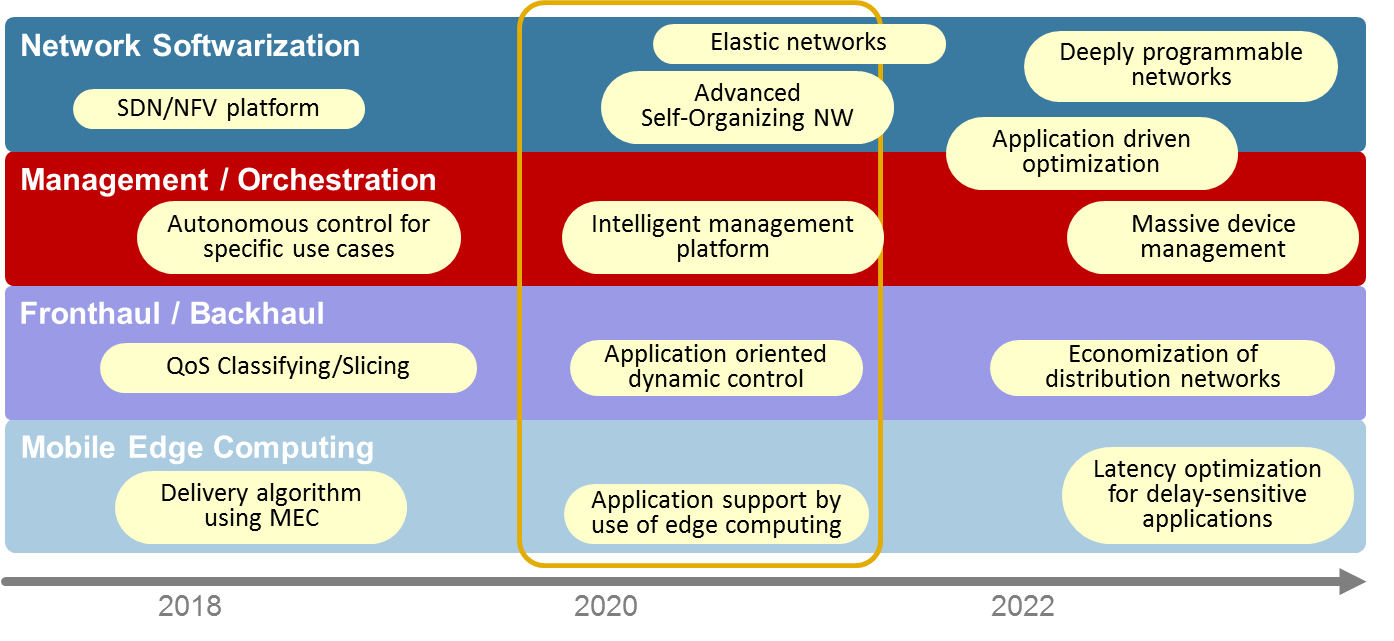 Network Softwarization
Elastic networks
Deeply programmable
networks
SDN/NFV platform
Advanced
Self-Organizing NW
Application driven
optimization
Management / Orchestration
Autonomous control for
specific use cases
Intelligent management
platform
Massive device
management
Fronthaul / Backhaul
QoS Classifying/Slicing
Application oriented
dynamic control
Economization of
distribution networks
Mobile Edge Computing
Delivery algorithm
using MEC
Application support by
use of edge computing
Latency optimization
for delay-sensitive
applications
2018
2020
2022